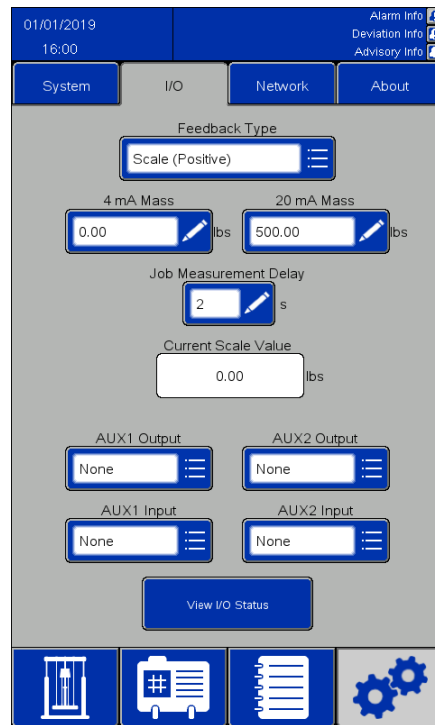 01/01/2019
16:00
Alarm Info
Deviation Info
Advisory Info
System I/O Network About
Feedback Type
Scale (Positive)
4 mA Mass 20 mA Mass
0.00 lbs 500.00 lbs
Job Measurement Delay
2 s
Current Scale Value
0.00 lbs
AUX1 Output AUX2 Output
None None
AUX1 Input AUX2 Input
None None
View I/O Status
#